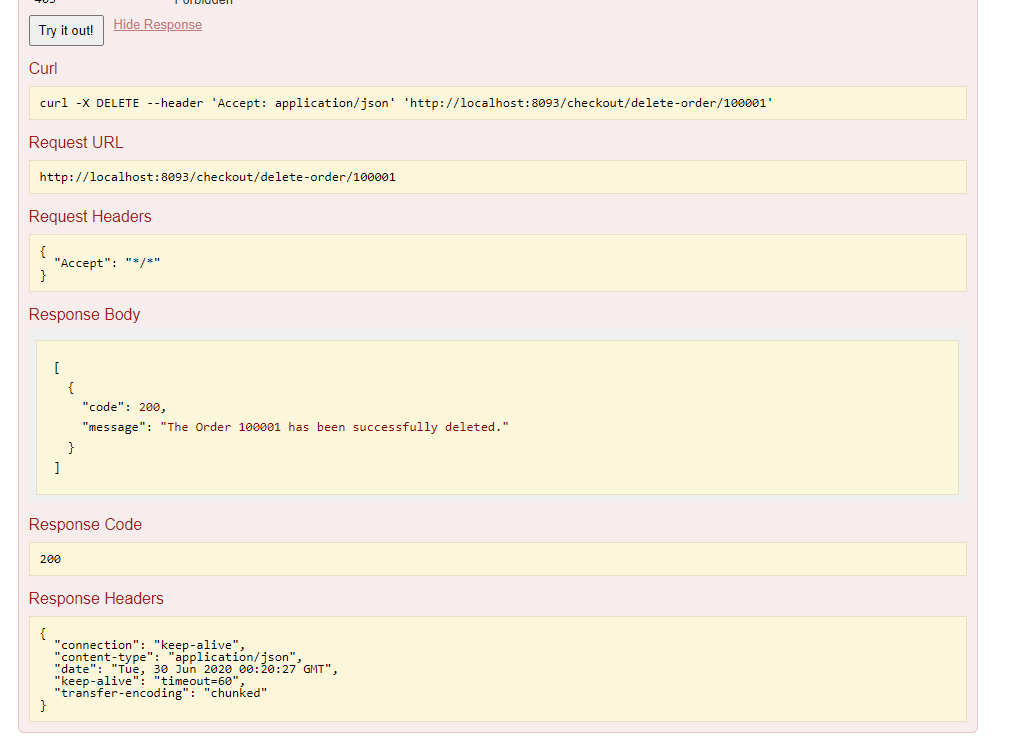 403 Forbidden
Try it out! Hide Response
Curl
curl -X DELETE --header 'Accept: application/json' 'http://localhost:8093/checkout/delete-order/100001'
Request URL
http://localhost:8093/checkout/delete-order/100001
Request Headers
{
"Accept": "*/*"
}
Response Body
[
{
"code": 200,
"message": "The Order 100001 has been successfully deleted."
}
]
Response Code
200
Response Headers
{
"connection": "keep-alive",
"content-type": "application/json",
"date": "Tue, 30 Jun 2020 00:20:27 GMT",
"keep-alive": "timeout=60",
"transfer-encoding": "chunked"
}